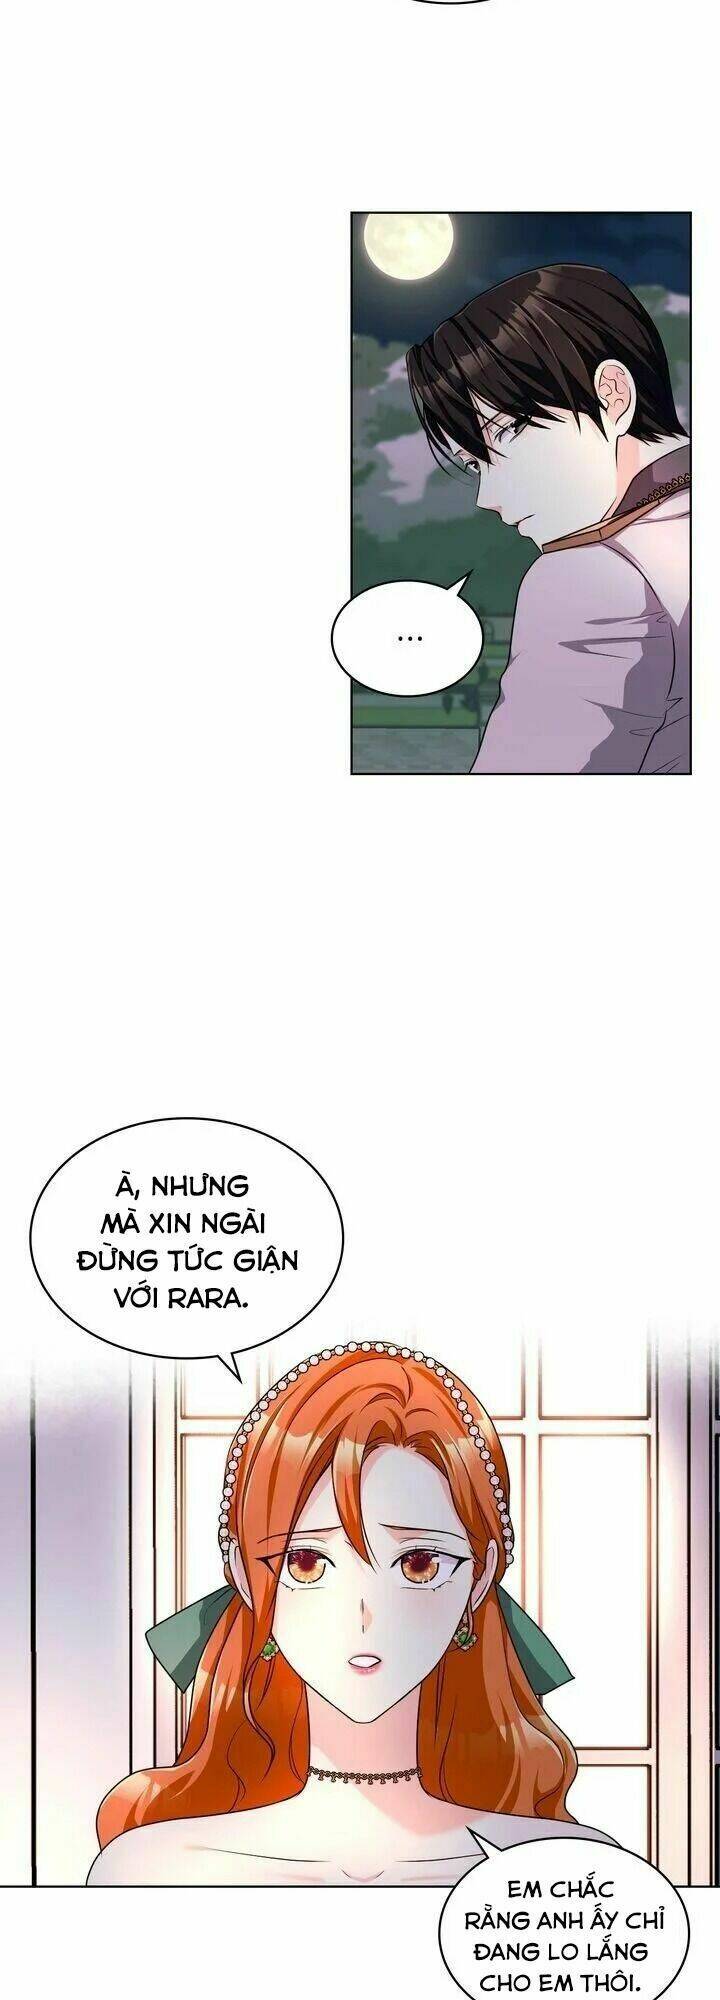 ...
À, NHƯNG
MÀ XIN NGÀI
ĐỪNG TỨC GIẬN
VỚI RARA.
EM CHẮC
RẰNG ANH ẤY CHỈ
ĐANG LO LẮNG
CHO EM THÔI.